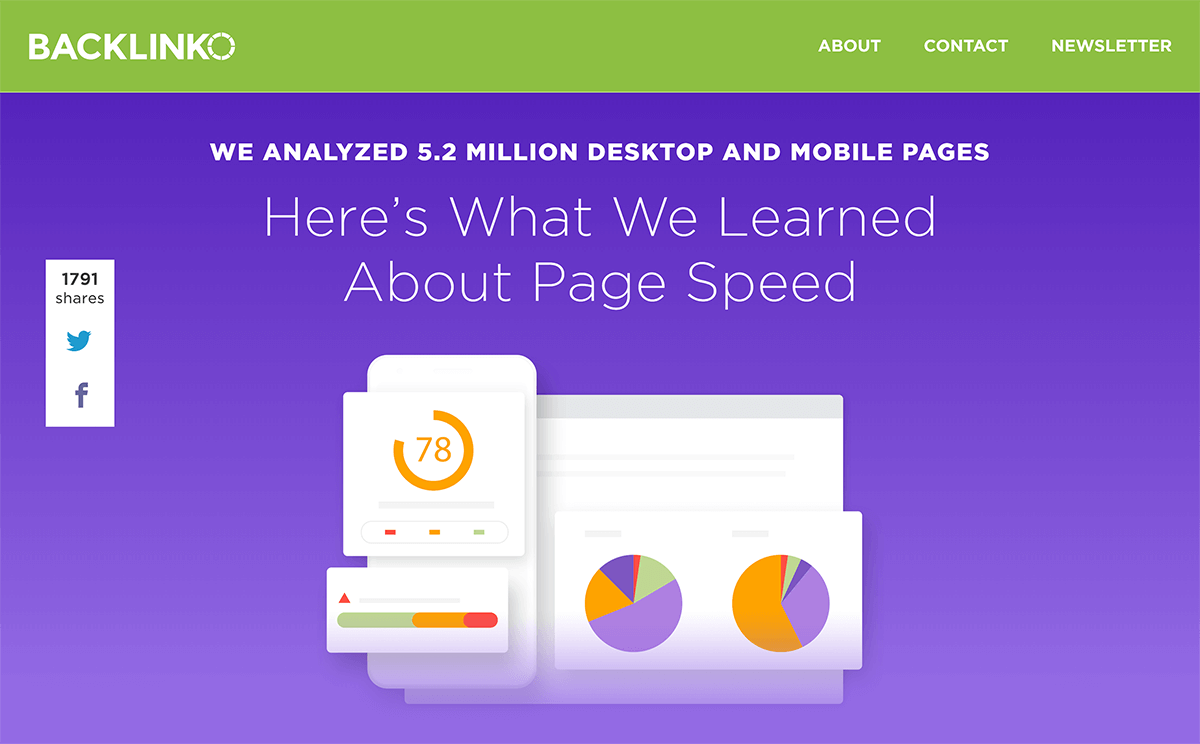 BACKLINKO
ABOUT
CONTACT
NEWSLETTER
WE ANALYZED 5.2 MILLION DESKTOP AND MOBILE PAGES
Here’s What We Learned
About Page Speed
1791
shares
78